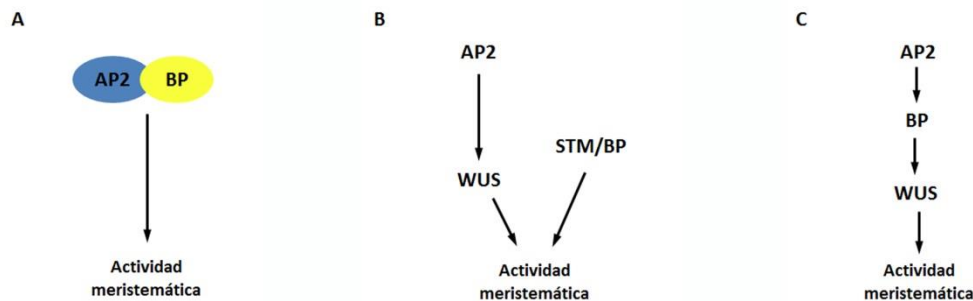 A
AP2 BP
Actividad
meristemática
B
AP2
STM/BP
WUS
Actividad
meristemática
C
AP2
BP
WUS
Actividad
meristemática